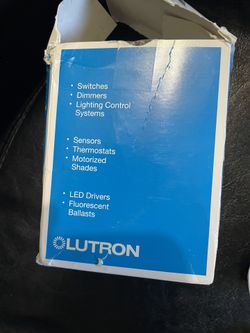 • Switches
• Dimmers
• Lighting Control
Systems
• Sensors
• Thermostats
• Motorized
Shades
• LED Drivers
• Fluorescent
Ballasts
LUTRON